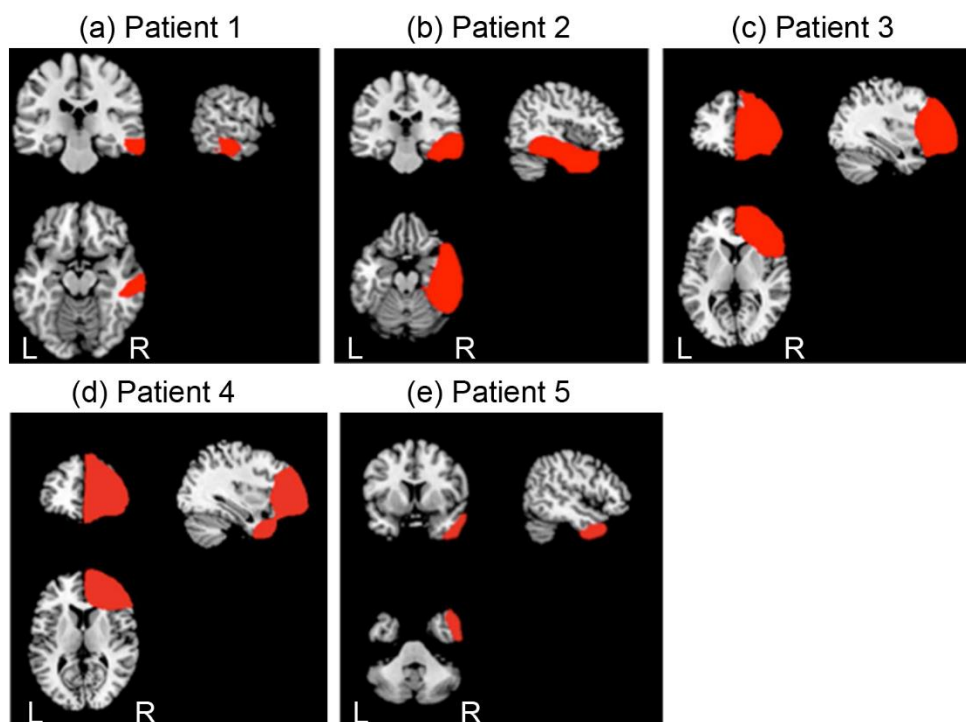 (a) Patient 1
(b) Patient 2
(c) Patient 3
L R
L R
L R
(d) Patient 4
(e) Patient 5
L R
L R